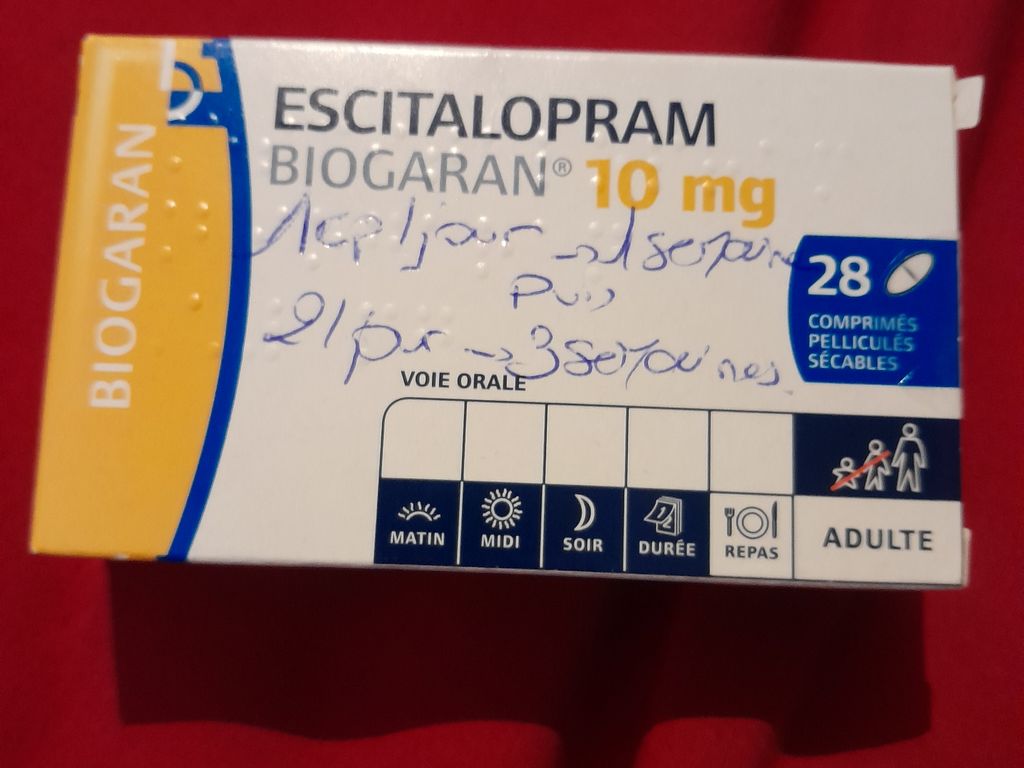 BIOGARAN
ESCITALOPRAM
BIOGARAN® 10 mg
1cp/jour → 1 semaine
Puis
2/jour → 3 semaines
28
COMPRIMÉS
PELLICULÉS
SÉCABLES
VOIE ORALE
MATIN
MIDI
SOIR
DURÉE
REPAS
ADULTE